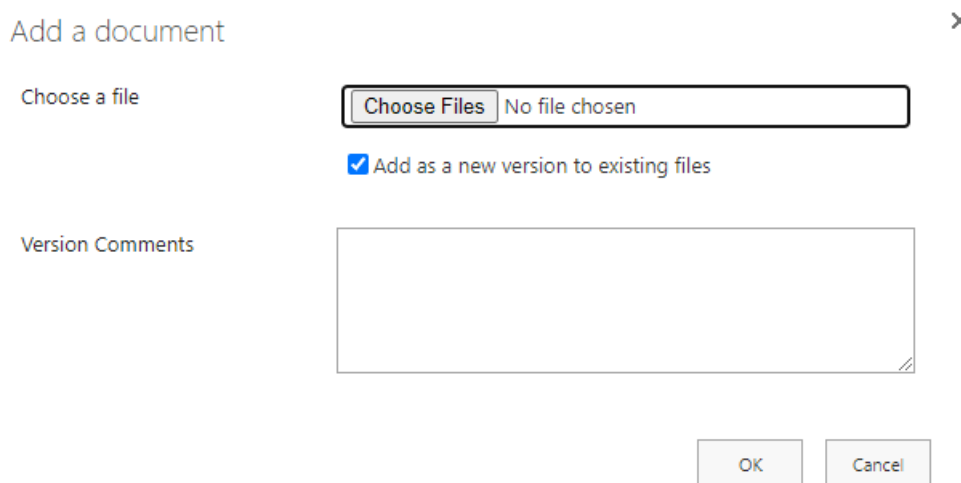 Add a document
Choose a file
Choose Files No file chosen
Add as a new version to existing files
Version Comments
OK Cancel